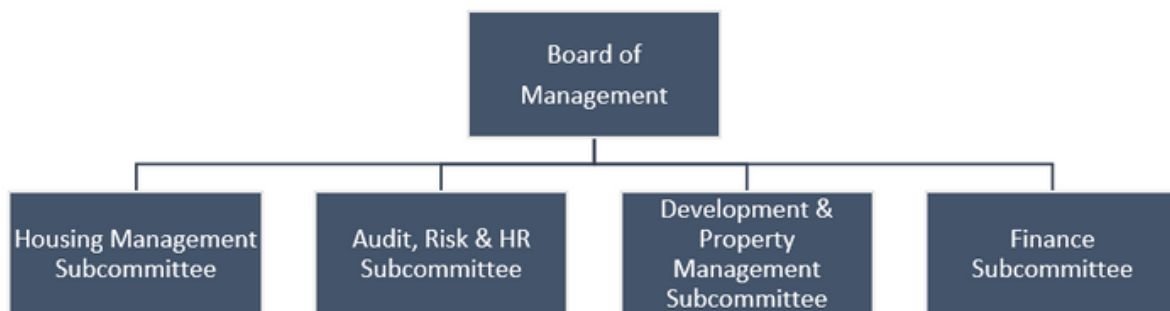 Board of
Management
Housing Management
Subcommittee
Audit, Risk & HR
Subcommittee
Development &
Property
Management
Subcommittee
Finance
Subcommittee